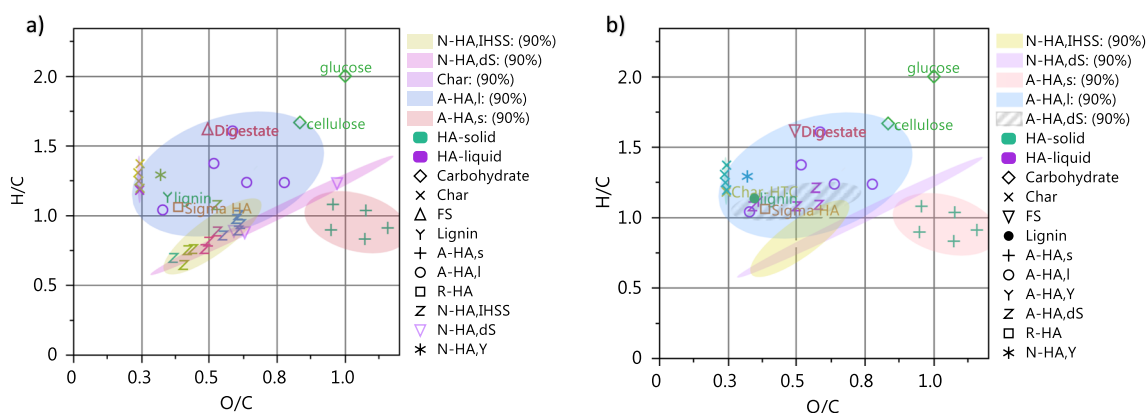 a)
H/C
2.0
1.5
1.0
0.5
0
0
0.3
0.5
0.8
1.0
O/C
glucose
cellulose
Digestate
lignin
Sigma HA
N-HA,IHSS: (90%)
N-HA,dS: (90%)
Char: (90%)
A-HA,l: (90%)
A-HA,s: (90%)
HA-solid
HA-liquid
Carbohydrate
Char
FS
Lignin
A-HA,s
A-HA,l
R-HA
N-HA,IHSS
N-HA,dS
N-HA,Y
b)
H/C
2.0
1.5
1.0
0.5
0
0
0.3
0.5
0.8
1.0
O/C
glucose
cellulose
Digestate
Char HTC
lignin
Sigma HA
N-HA,IHSS: (90%)
N-HA,dS: (90%)
A-HA,s: (90%)
A-HA,l: (90%)
A-HA,dS: (90%)
HA-solid
HA-liquid
Carbohydrate
Char
FS
Lignin
A-HA,s
A-HA,l
A-HA,Y
A-HA,dS
R-HA
N-HA,Y